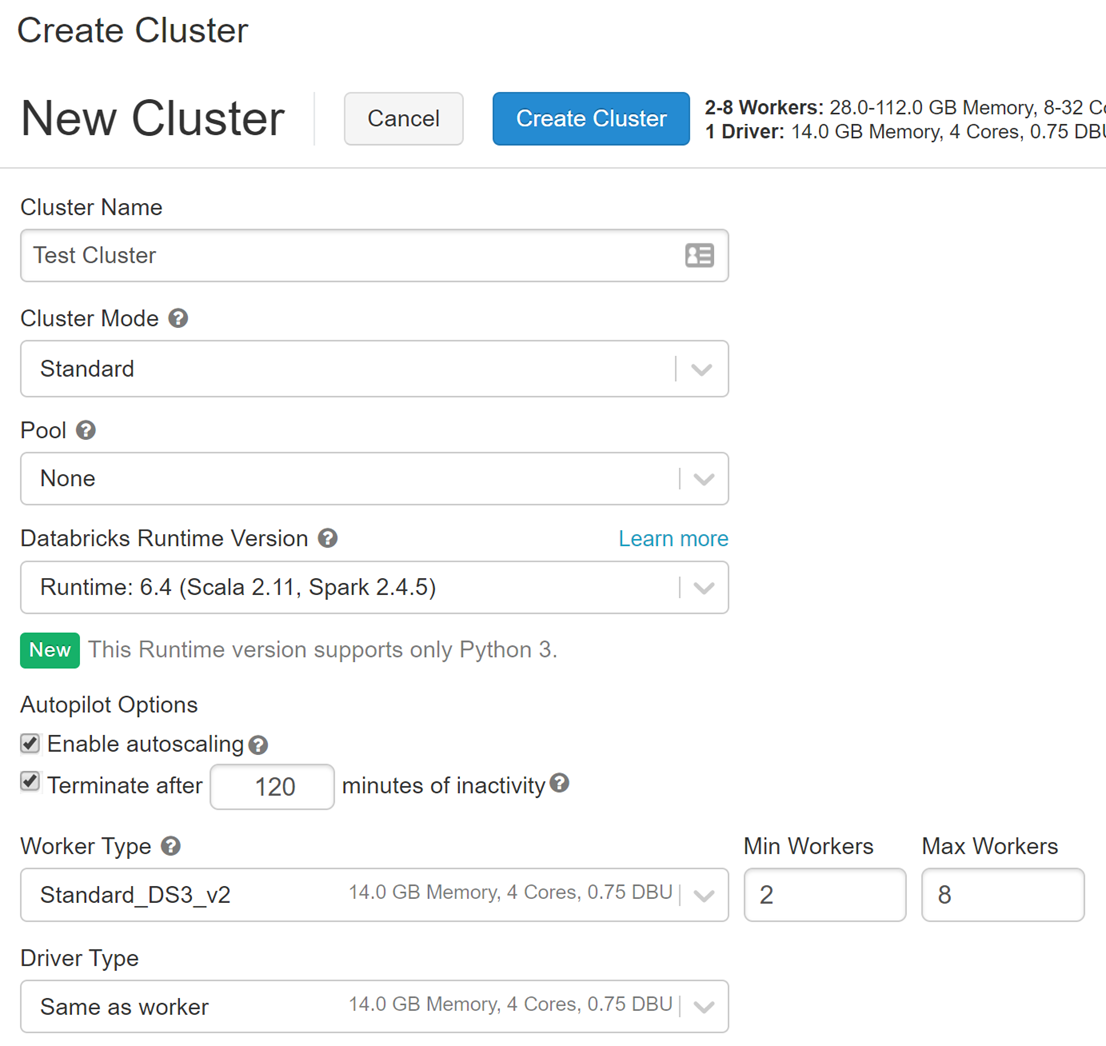 Create Cluster
New Cluster
Cancel
Create Cluster
2-8 Workers: 28.0-112.0 GB Memory, 8-32
1 Driver: 14.0 GB Memory, 4 Cores, 0.75
Cluster Name
Test Cluster
Cluster Mode ?
Standard
Pool ?
None
Databricks Runtime Version ? Learn more
Runtime: 6.4 (Scala 2.11, Spark 2.4.5)
New This Runtime version supports only Python 3.
Autopilot Options
Enable autoscaling ?
Terminate after 120 minutes of inactivity ?
Worker Type ? Min Workers Max Workers
Standard_DS3_v2 14.0 GB Memory, 4 Cores, 0.75 DBU 2 8
Driver Type
Same as worker 14.0 GB Memory, 4 Cores, 0.75 DBU